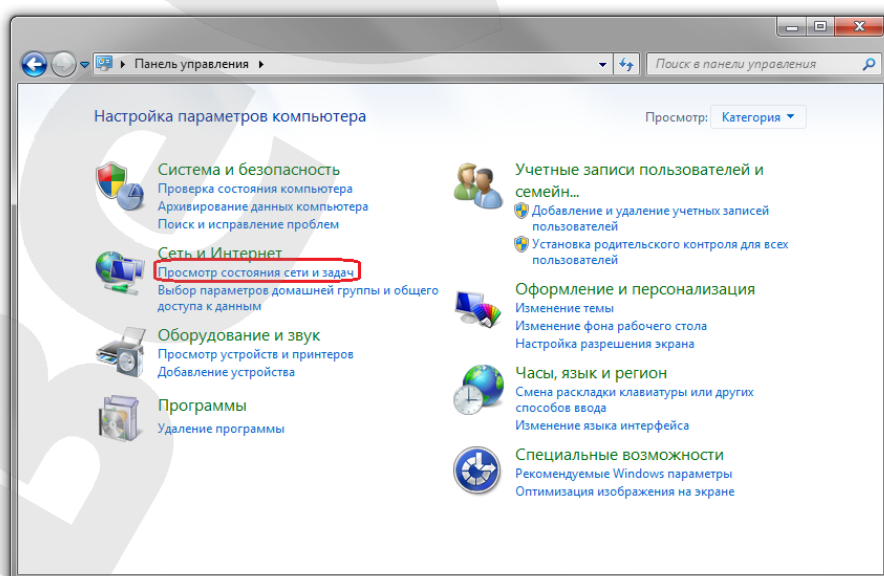 Панель управления
Поиск в панели управления
Настройка параметров компьютера
Просмотр: Категория
Система и безопасность
Проверка состояния компьютера
Архивирование данных компьютера
Поиск и исправление проблем
Сеть и Интернет
Просмотр состояния сети и задач
Выбор параметров домашней группы и общего
доступа к данным
Оборудование и звук
Просмотр устройств и принтеров
Добавление устройства
Программы
Удаление программы
Учетные записи пользователей и
семейн...
Добавление и удаление учетных записей
пользователей
Установка родительского контроля для всех
пользователей
Оформление и персонализация
Изменение темы
Изменение фона рабочего стола
Настройка разрешения экрана
Часы, язык и регион
Смена раскладки клавиатуры или других
способов ввода
Изменение языка интерфейса
Специальные возможности
Рекомендуемые Windows параметры
Оптимизация изображения на экране